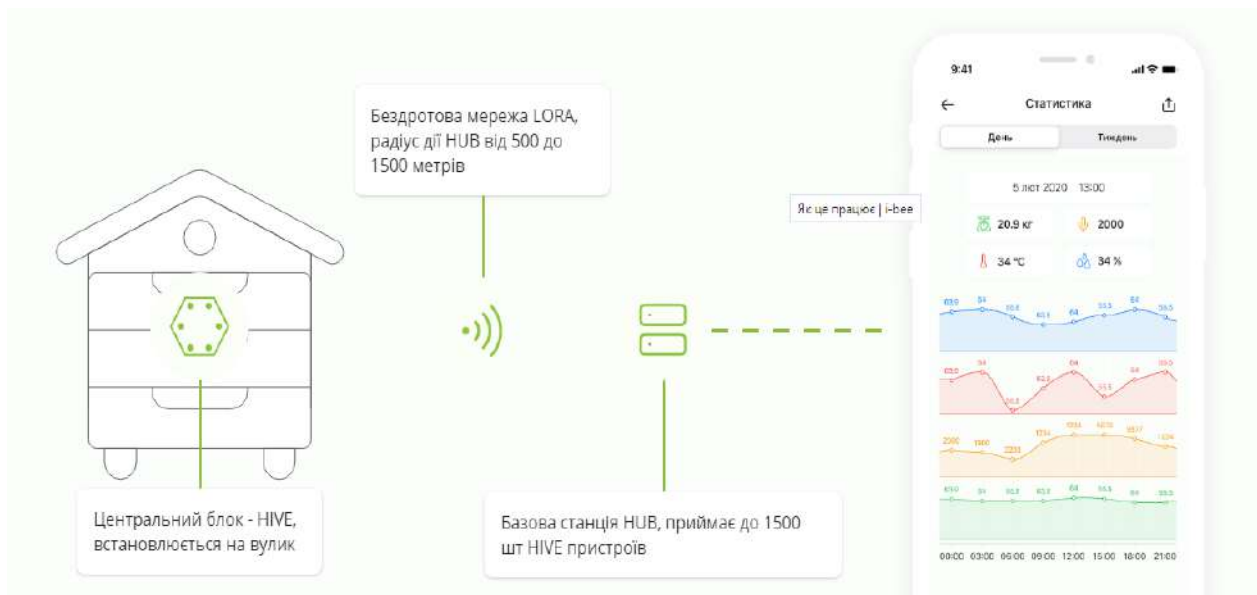 Бездротова мережа LORA,
радіус дії HUB від 500 до
1500 метрів
Центральний блок - HIVE,
встановлюється на вулик
Базова станція HUB, приймає до 1500
шт HIVE пристроїв
Як це працює | i-bee
9:41
Статистика
День Тиждень
5 лют 2020 13:00
20.9 кг 2000
34 °C 34 %
00:00 03:00 06:00 09:00 12:00 15:00 18:00 21:00